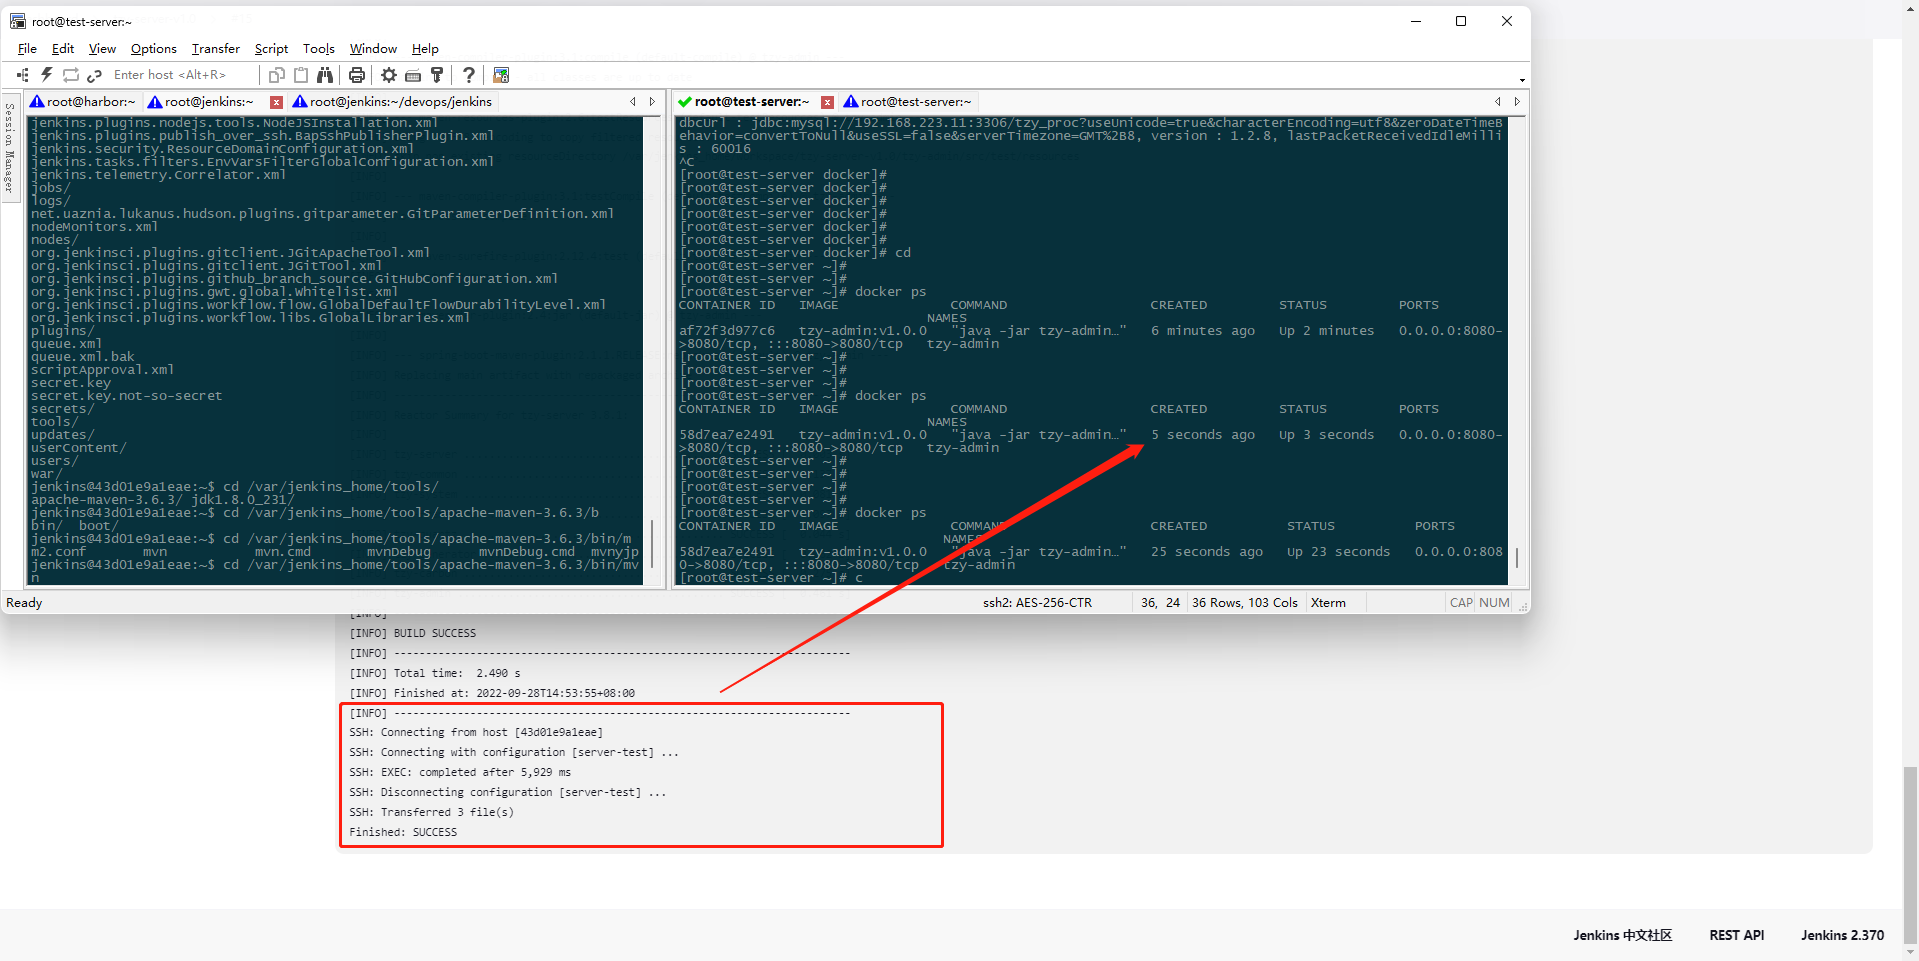 root@test-server:~
File Edit View Options Transfer Script Tools Window Help
Enter host <Alt+R>
Session Manager
root@harbor:~ root@jenkins:~ root@jenkins:~/devops/jenkins
jenkins.plugins.nodejs.tools.NodeJSInstallation.xml
jenkins.plugins.publish_over_ssh.BapSshPublisherPlugin.xml
jenkins.security.ResourceDomainConfiguration.xml
jenkins.tasks.filters.EnvVarsFilterGlobalConfiguration.xml
jenkins.telemetry.Correlator.xml
jobs/
logs/
net.uaznia.lukanus.hudson.plugins.gitparameter.GitParameterDefinition.xml
nodeMonitors.xml
nodes/
org.jenkinsci.plugins.gitclient.JGitApacheTool.xml
org.jenkinsci.plugins.gitclient.JGitTool.xml
org.jenkinsci.plugins.github_branch_source.GitHubConfiguration.xml
org.jenkinsci.plugins.gwt.global.Whitelist.xml
org.jenkinsci.plugins.workflow.flow.GlobalDefaultFlowDurabilityLevel.xml
org.jenkinsci.plugins.workflow.libs.GlobalLibraries.xml
plugins/
queue.xml
queue.xml.bak
scriptApproval.xml
secret.key
secret.key.not-so-secret
secrets/
tools/
updates/
userContent/
users/
war/
jenkins@43d01e9a1eae:~$ cd /var/jenkins_home/tools/
apache-maven-3.6.3/ jdk1.8.0_231/
jenkins@43d01e9a1eae:~$ cd /var/jenkins_home/tools/apache-maven-3.6.3/b
bin/ boot/
jenkins@43d01e9a1eae:~$ cd /var/jenkins_home/tools/apache-maven-3.6.3/bin/m
m2.conf mvn mvn.cmd mvnDebug mvnDebug.cmd mvnyjp
jenkins@43d01e9a1eae:~$ cd /var/jenkins_home/tools/apache-maven-3.6.3/bin/mv
n
root@test-server:~ root@test-server:~
dbcUrl : jdbc:mysql://192.168.223.11:3306/tzy_proc?useUnicode=true&characterEncoding=utf8&zeroDateTimeB
ehavior=convertToNull&useSSL=false&serverTimezone=GMT%2B8, version : 1.2.8, lastPacketReceivedIdleMilli
s : 60016
^C
[root@test-server docker]#
[root@test-server docker]#
[root@test-server docker]#
[root@test-server docker]#
[root@test-server docker]#
[root@test-server docker]#
[root@test-server docker]# cd
[root@test-server ~]#
[root@test-server ~]#
[root@test-server ~]# docker ps
CONTAINER ID IMAGE COMMAND CREATED STATUS PORTS
NAMES
af72f3d977c6 tzy-admin:v1.0.0 "java -jar tzy-admin…" 6 minutes ago Up 2 minutes 0.0.0.0:8080-
>8080/tcp, :::8080->8080/tcp tzy-admin
[root@test-server ~]#
[root@test-server ~]#
[root@test-server ~]#
[root@test-server ~]# docker ps
CONTAINER ID IMAGE COMMAND CREATED STATUS PORTS
NAMES
58d7ea7e2491 tzy-admin:v1.0.0 "java -jar tzy-admin…" 5 seconds ago Up 3 seconds 0.0.0.0:8080-
>8080/tcp, :::8080->8080/tcp tzy-admin
[root@test-server ~]#
[root@test-server ~]#
[root@test-server ~]#
[root@test-server ~]#
[root@test-server ~]# docker ps
CONTAINER ID IMAGE COMMAND CREATED STATUS PORTS
NAMES
58d7ea7e2491 tzy-admin:v1.0.0 "java -jar tzy-admin…" 25 seconds ago Up 23 seconds 0.0.0.0:808
0->8080/tcp, :::8080->8080/tcp tzy-admin
[root@test-server ~]# c
Ready ssh2: AES-256-CTR 36, 24 36 Rows, 103 Cols Xterm CAP NUM
[INFO]
[INFO] BUILD SUCCESS
[INFO] ------------------------------------------------------------------------
[INFO] Total time: 2.490 s
[INFO] Finished at: 2022-09-28T14:53:55+08:00
[INFO] ------------------------------------------------------------------------
SSH: Connecting from host [43d01e9a1eae]
SSH: Connecting with configuration [server-test] ...
SSH: EXEC: completed after 5,929 ms
SSH: Disconnecting configuration [server-test] ...
SSH: Transferred 3 file(s)
Finished: SUCCESS
Jenkins 中文社区 REST API Jenkins 2.370